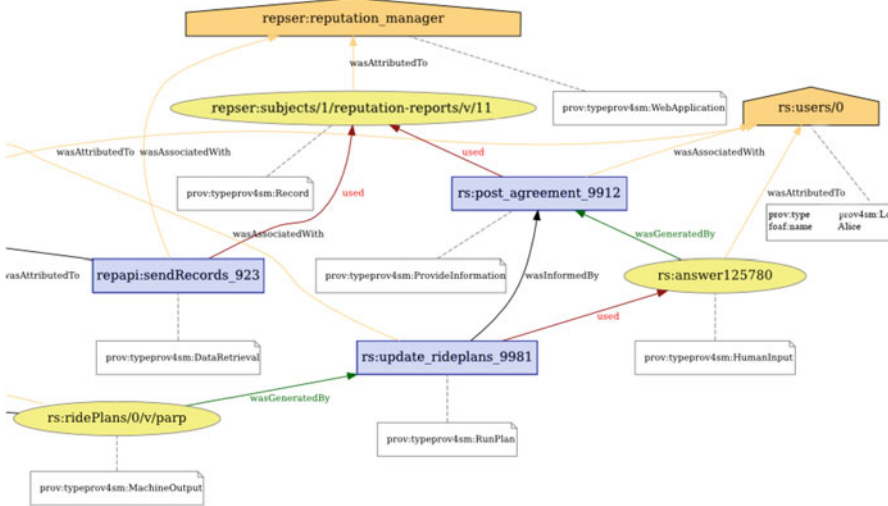 repser:reputation_manager
wasAttributedTo
repser:subjects/1/reputation-reports/v/11
prov:typeprov4sm:WebApplication
rs:users/0
wasAttributedTo
wasAssociatedWith
used
wasAssociatedWith
prov:typeprov4sm:Record
used
rs:post_agreement_9912
wasAttributedTo
prov:type prov4sm:Lo
foaf:name Alice
wasAssociatedWith
wasGeneratedBy
wasAttributedTo
repapi:sendRecords_923
prov:typeprov4sm:ProvideInformation
wasInformedBy
rs:answer125780
used
prov:typeprov4sm:DataRetrieval
rs:update_rideplans_9981
prov:typeprov4sm:HumanInput
wasGeneratedBy
rs:ridePlans/0/v/parp
prov:typeprov4sm:RunPlan
prov:typeprov4sm:MachineOutput